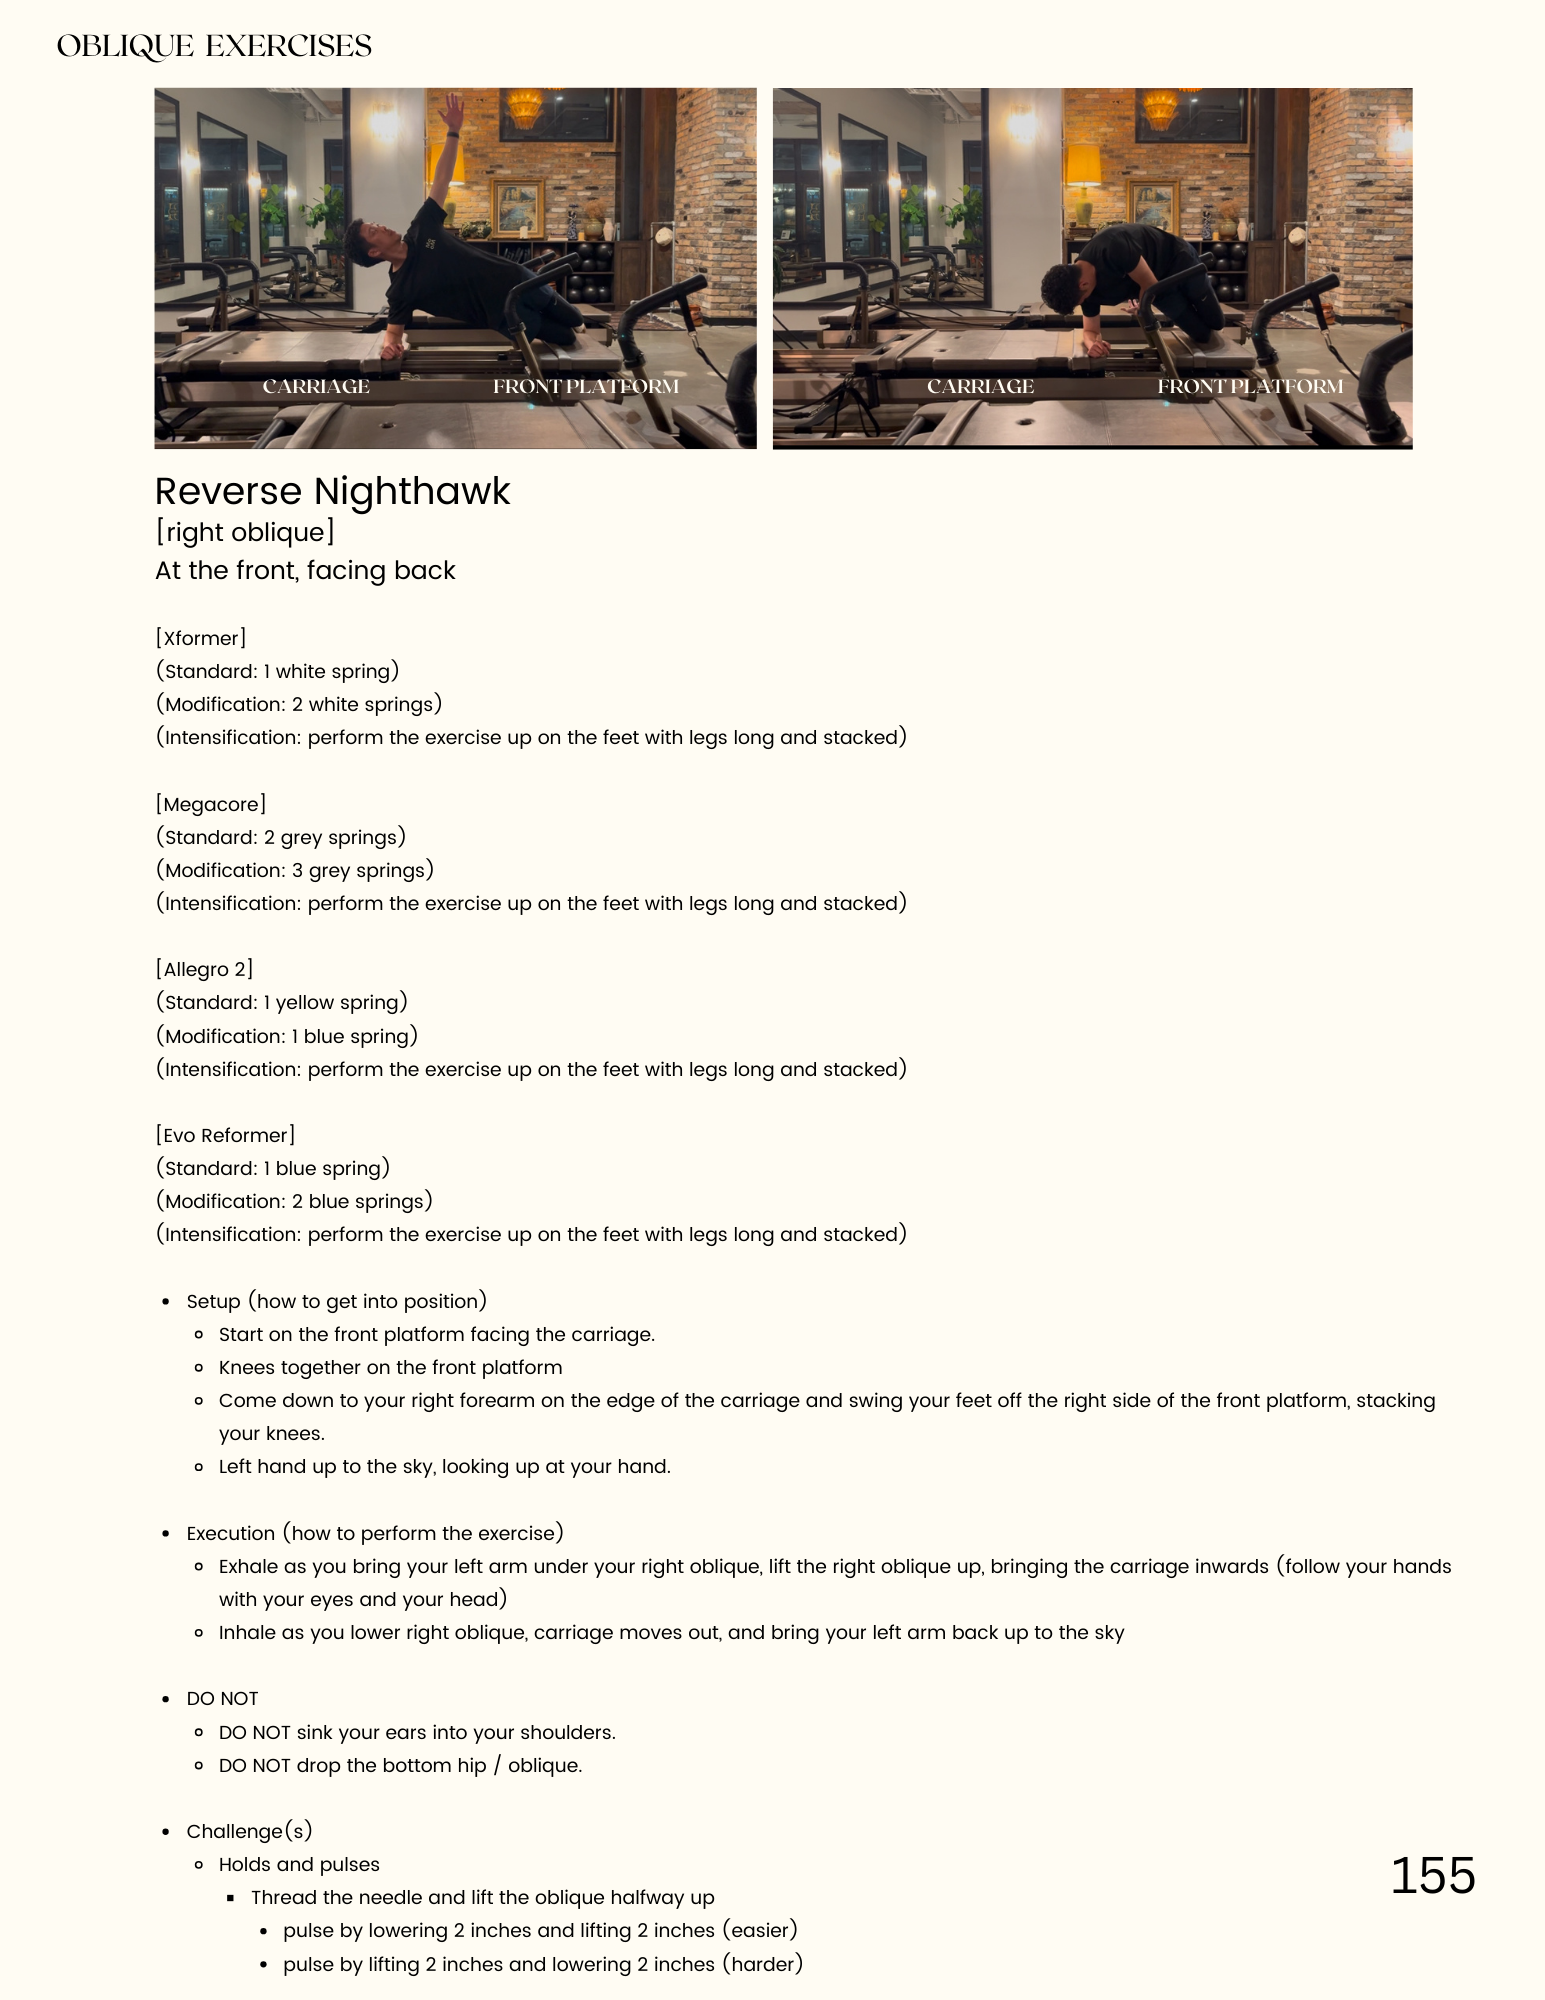 OBLIQUE EXERCISES
CARRIAGE FRONT PLATFORM
CARRIAGE FRONT PLATFORM
Reverse Nighthawk
[right oblique]
At the front, facing back
[Xformer]
(Standard: 1 white spring)
(Modification: 2 white springs)
(Intensification: perform the exercise up on the feet with legs long and stacked)
[Megacore]
(Standard: 2 grey springs)
(Modification: 3 grey springs)
(Intensification: perform the exercise up on the feet with legs long and stacked)
[Allegro 2]
(Standard: 1 yellow spring)
(Modification: 1 blue spring)
(Intensification: perform the exercise up on the feet with legs long and stacked)
[Evo Reformer]
(Standard: 1 blue spring)
(Modification: 2 blue springs)
(Intensification: perform the exercise up on the feet with legs long and stacked)
• Setup (how to get into position)
◦ Start on the front platform facing the carriage.
◦ Knees together on the front platform
◦ Come down to your right forearm on the edge of the carriage and swing your feet off the right side of the front platform, stacking
your knees.
◦ Left hand up to the sky, looking up at your hand.
• Execution (how to perform the exercise)
◦ Exhale as you bring your left arm under your right oblique, lift the right oblique up, bringing the carriage inwards (follow your hands
with your eyes and your head)
◦ Inhale as you lower right oblique, carriage moves out, and bring your left arm back up to the sky
• DO NOT
◦ DO NOT sink your ears into your shoulders.
◦ DO NOT drop the bottom hip / oblique.
• Challenge(s)
◦ Holds and pulses
▪ Thread the needle and lift the oblique halfway up
• pulse by lowering 2 inches and lifting 2 inches (easier)
• pulse by lifting 2 inches and lowering 2 inches (harder)
155